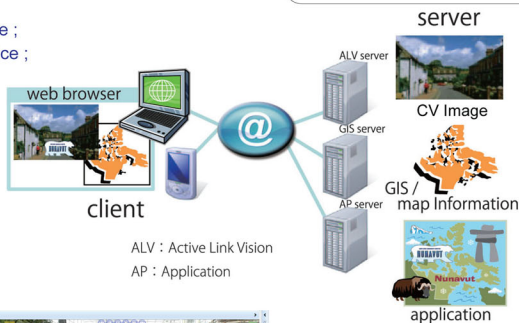 e ;
ce ;
server
web browser
ALV server
CV Image
@
GIS server
GIS /
map Information
AP server
client
ALV：Active Link Vision
AP：Application
NUNAVUT
Nunavut
application